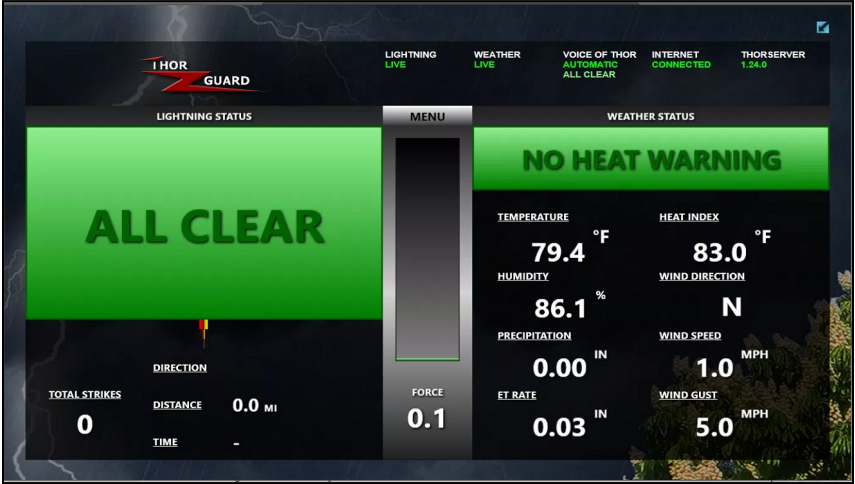 THOR
GUARD
LIGHTNING
LIVE
WEATHER
LIVE
VOICE OF THOR
AUTOMATIC
ALL CLEAR
INTERNET
CONNECTED
THORSERVER
1.24.0
LIGHTNING STATUS
ALL CLEAR
DIRECTION
TOTAL STRIKES
0
DISTANCE
0.0 MI
TIME
-
MENU
FORCE
0.1
WEATHER STATUS
NO HEAT WARNING
TEMPERATURE
79.4 °F
HEAT INDEX
83.0 °F
HUMIDITY
86.1 %
WIND DIRECTION
N
PRECIPITATION
0.00 IN
WIND SPEED
1.0 MPH
ET RATE
0.03 IN
WIND GUST
5.0 MPH